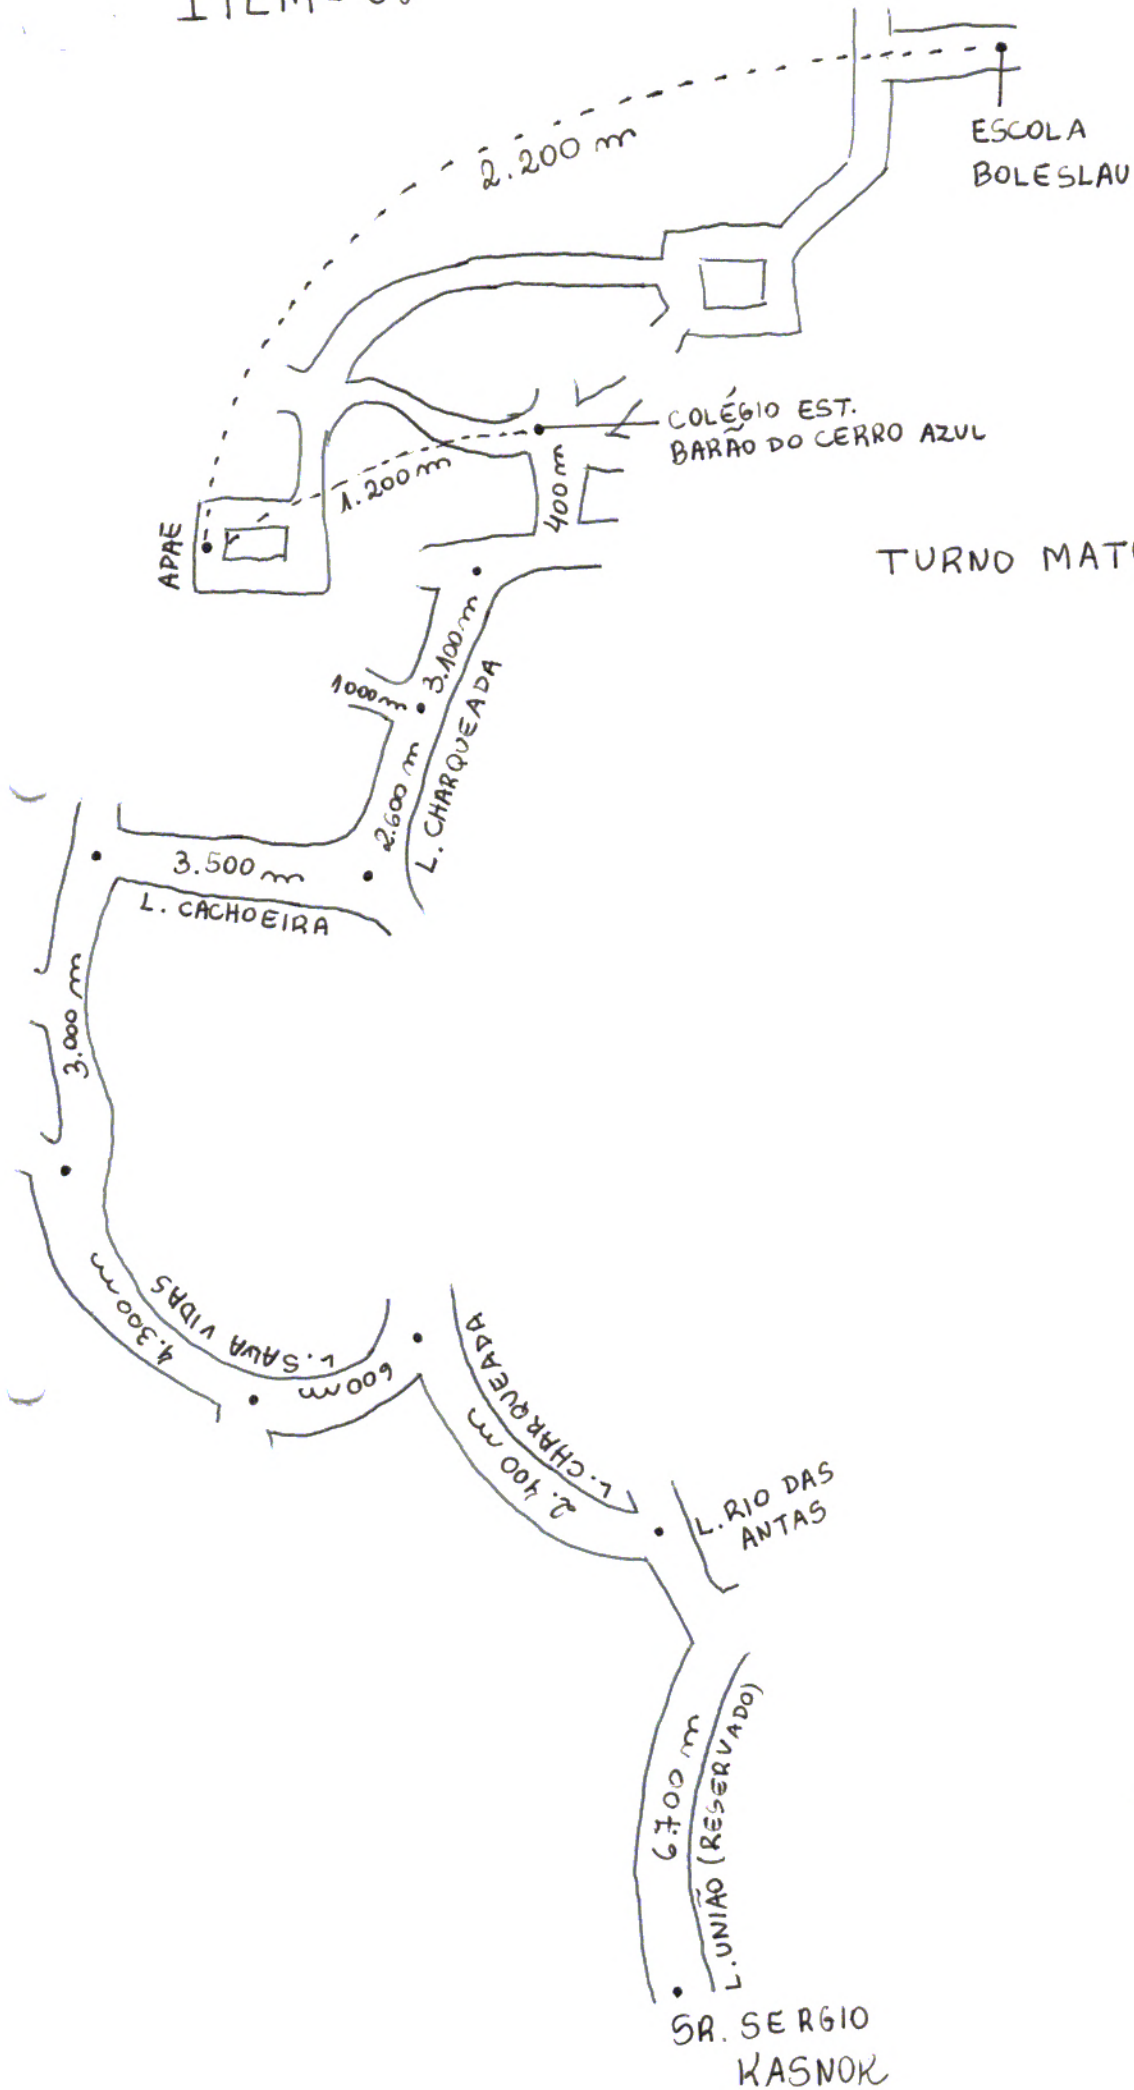 ESCOLA
BOLESLAU
2.200 m
COLÉGIO EST.
BARÃO DO CERRO AZUL
1.200 m
400 m
APAE
TURNO
3.100 m
1000 m
L. CHARQUEADA
2.600 m
3.500 m
L. CACHOEIRA
3.000 m
4.300 m
L. SALVA VIDAS
600 m
L. CHARQUEADA
2.400 m
L. RIO DAS
ANTAS
6.700 m
L. UNIÃO (RESERVADO)
SR. SERGIO
KASNOK